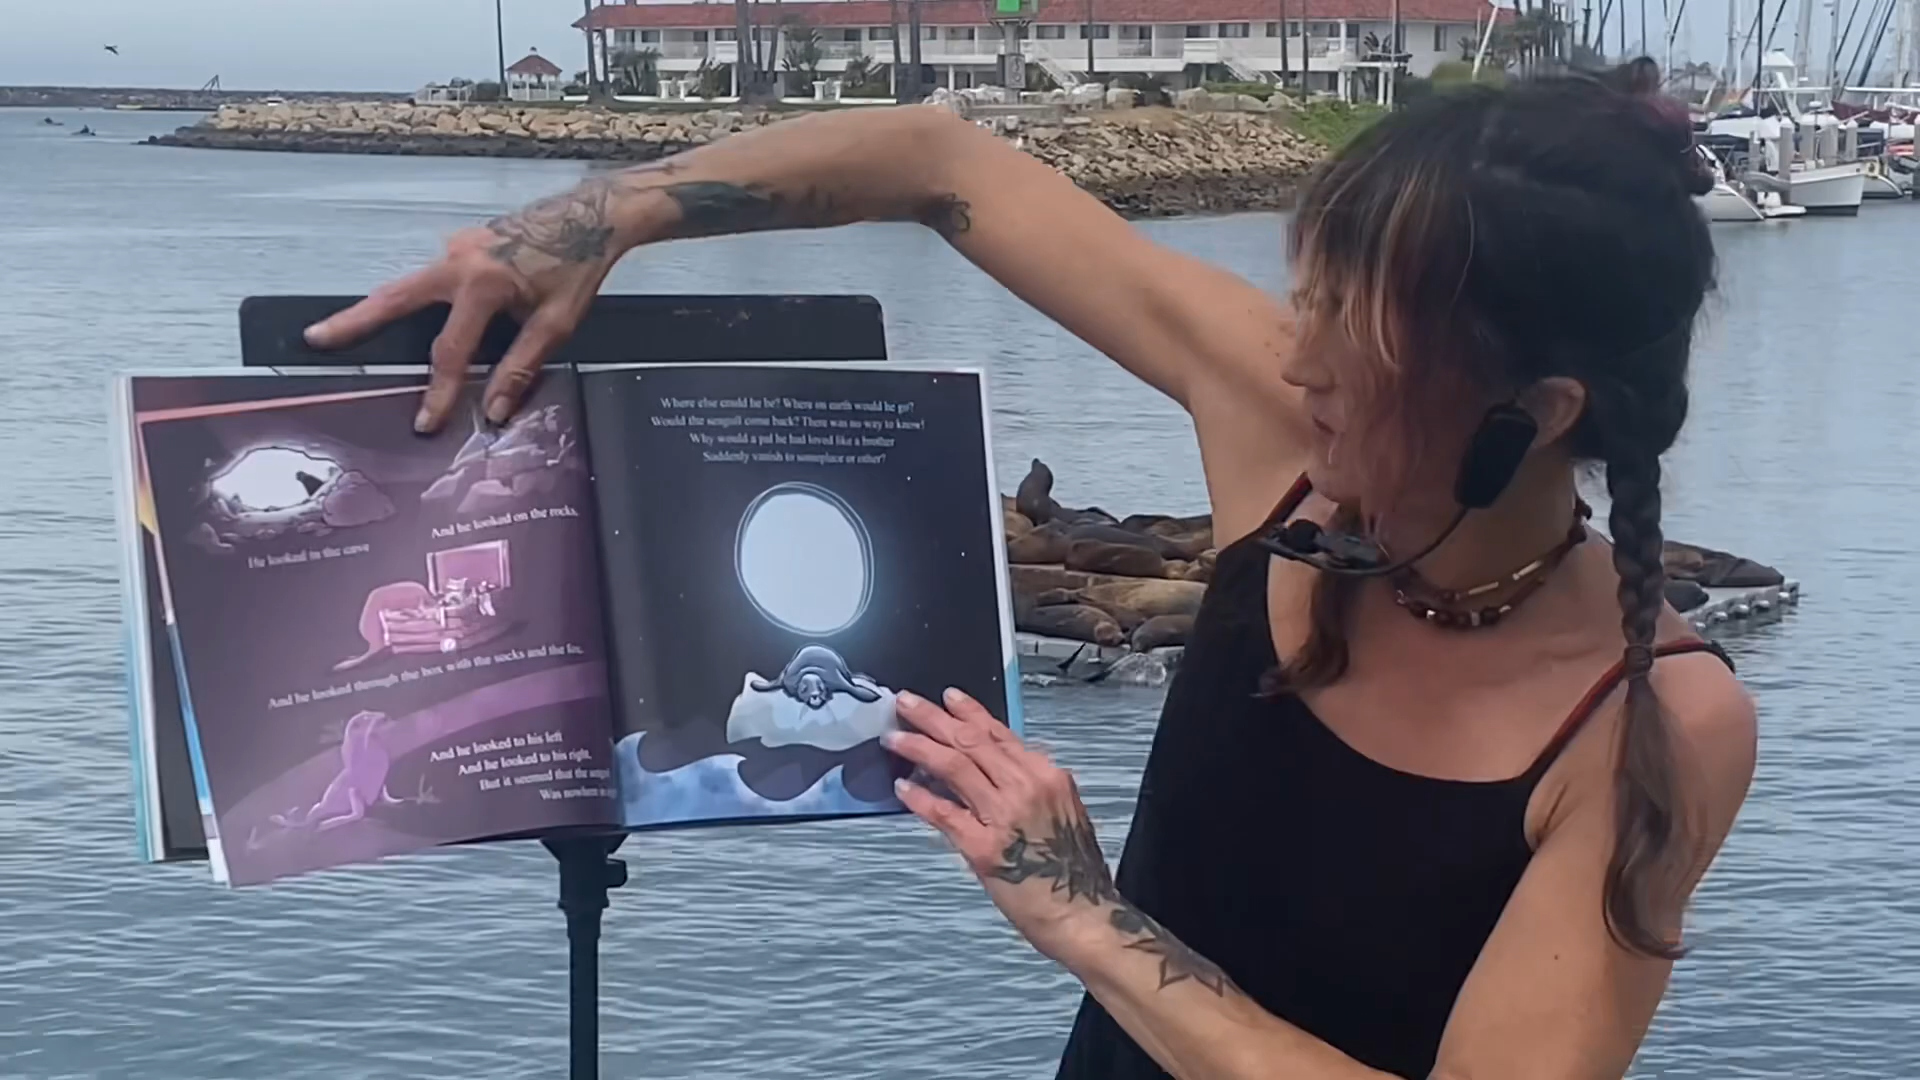 He looked in the cave
And he looked on the rocks,
And he looked through the box with the socks and the fox,
And he looked to his left
And he looked to his right,
But it seemed that the
Was nowhere
Where else could he be? Where on earth would he go?
Would the seagull come back? There was no way to know!
Why would a pal he had loved like a brother
Suddenly vanish to someplace or other?